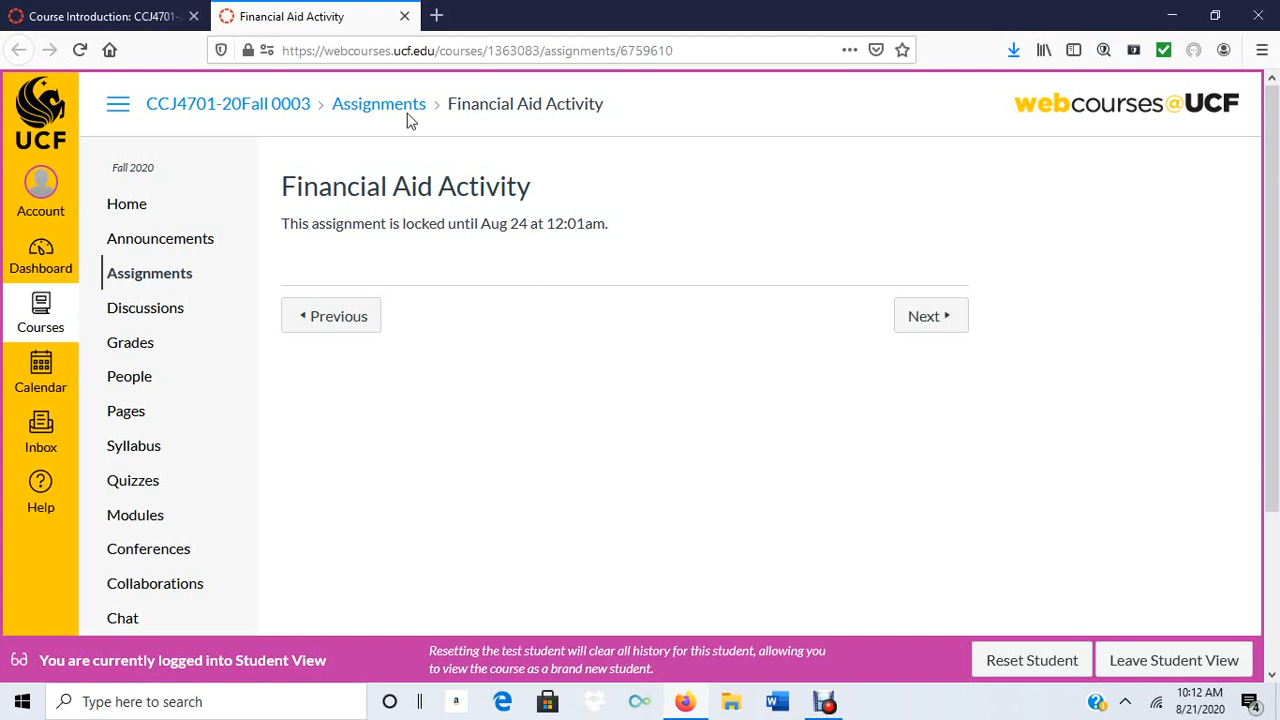 Course Introduction: CCJ4701-
Financial Aid Activity
https://webcourses.ucf.edu/courses/1363083/assignments/6759610
UCF
Account
Dashboard
Courses
Calendar
Inbox
Help
CCJ4701-20Fall 0003 › Assignments › Financial Aid Activity
webcourses@UCF
Fall 2020
Home
Announcements
Assignments
Discussions
Grades
People
Pages
Syllabus
Quizzes
Modules
Conferences
Collaborations
Chat
Financial Aid Activity
This assignment is locked until Aug 24 at 12:01am.
Previous
Next
You are currently logged into Student View
Resetting the test student will clear all history for this student, allowing you
to view the course as a brand new student.
Reset Student
Leave Student View
Type here to search
a
10:12 AM
8/21/2020
4